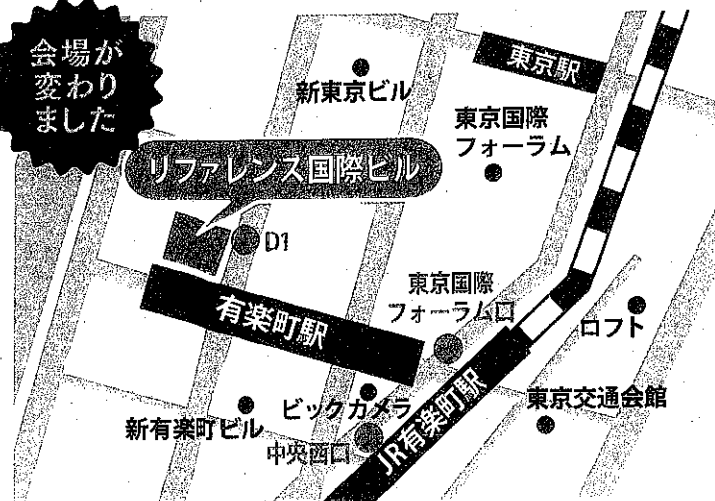 会場が
変わり
ました
東京駅
新東京ビル
東京国際
フォーラム
リファレンス国際ビル
D1
東京国際
フォーラム口
有楽町駅
ロフト
ビックカメラ
東京交通会館
新有楽町ビル
中央西口
JR有楽町駅